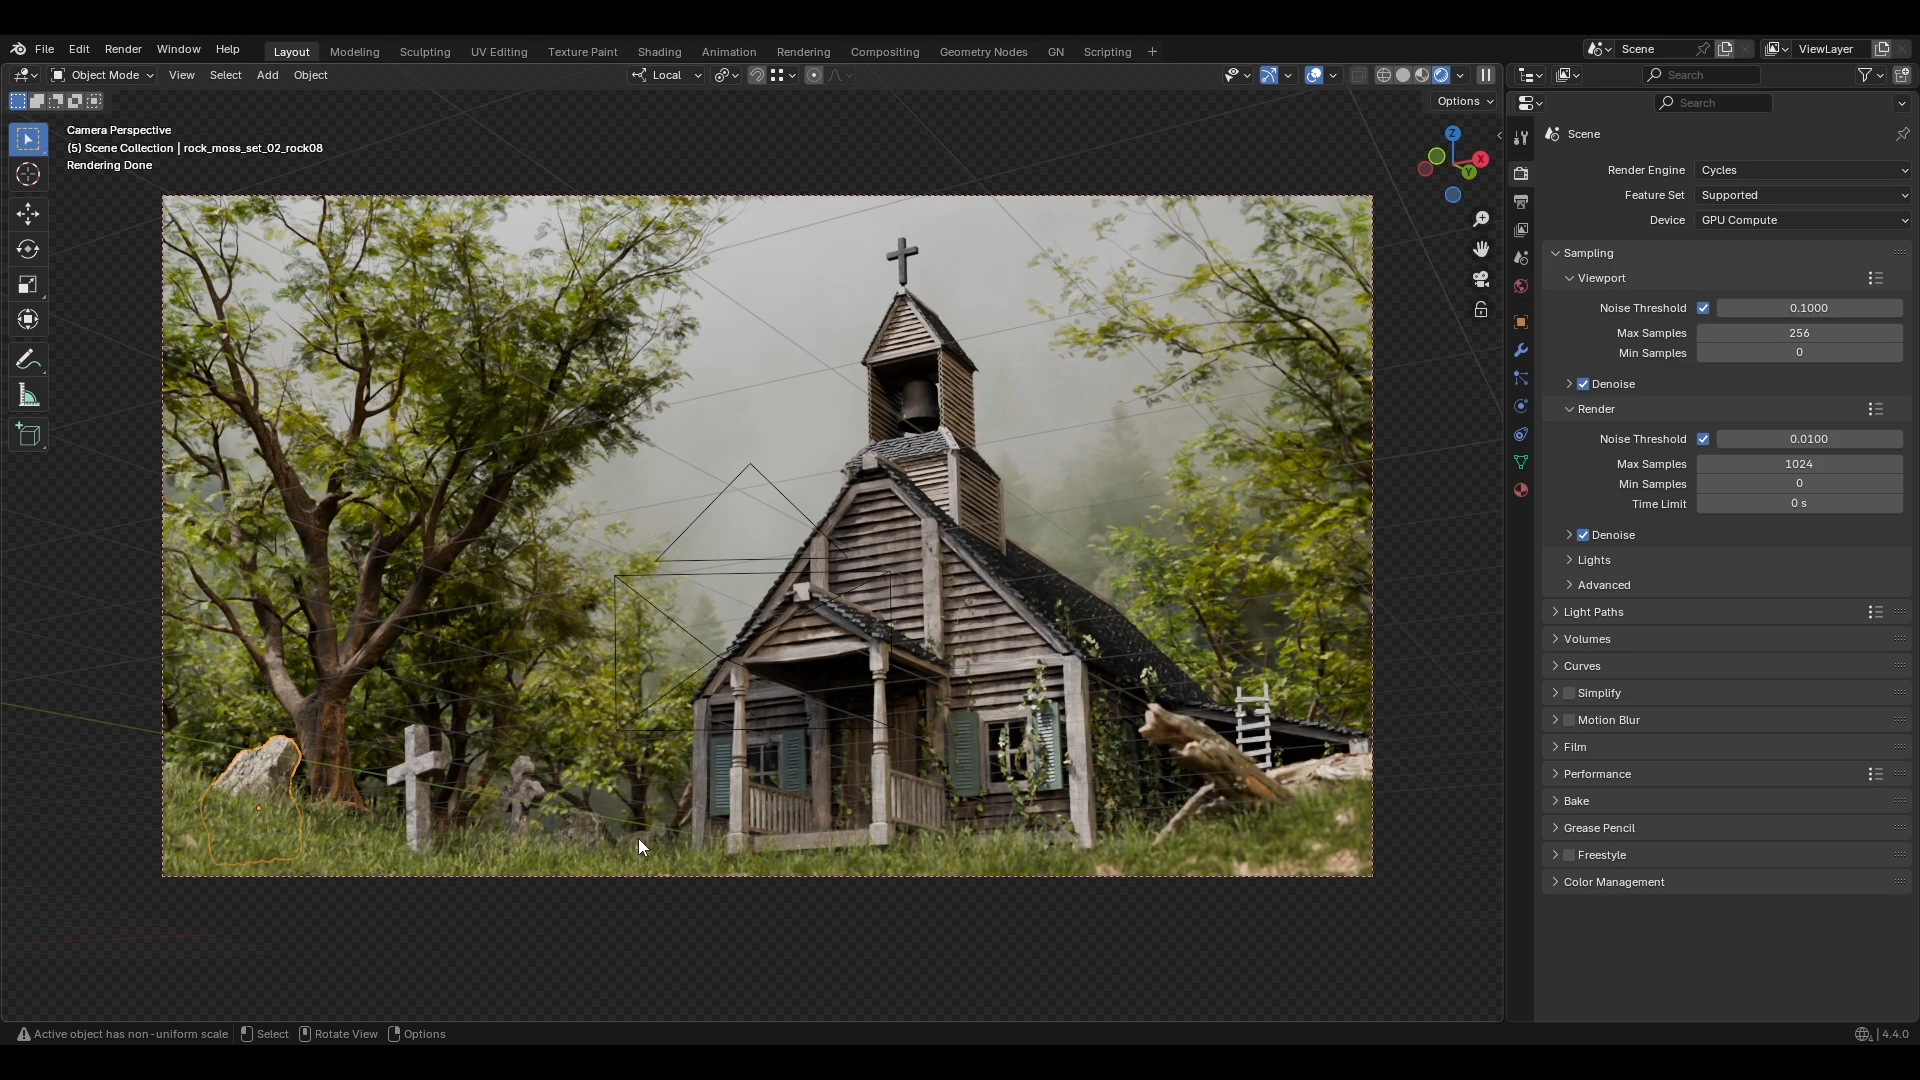 File Edit Render Window Help
Layout Modeling Sculpting UV Editing Texture Paint Shading Animation Rendering Compositing Geometry Nodes GN Scripting
Scene
ViewLayer
Object Mode View Select Add Object
Local
Search
Options
Search
Camera Perspective
(5) Scene Collection | rock_moss_set_02_rock08
Rendering Done
Z
X
Y
Scene
Render Engine Cycles
Feature Set Supported
Device GPU Compute
Sampling
Viewport
Noise Threshold 0.1000
Max Samples 256
Min Samples 0
Denoise
Render
Noise Threshold 0.0100
Max Samples 1024
Min Samples 0
Time Limit 0 s
Denoise
Lights
Advanced
Light Paths
Volumes
Curves
Simplify
Motion Blur
Film
Performance
Bake
Grease Pencil
Freestyle
Color Management
Active object has non-uniform scale Select Rotate View Options
4 | 4.4.0